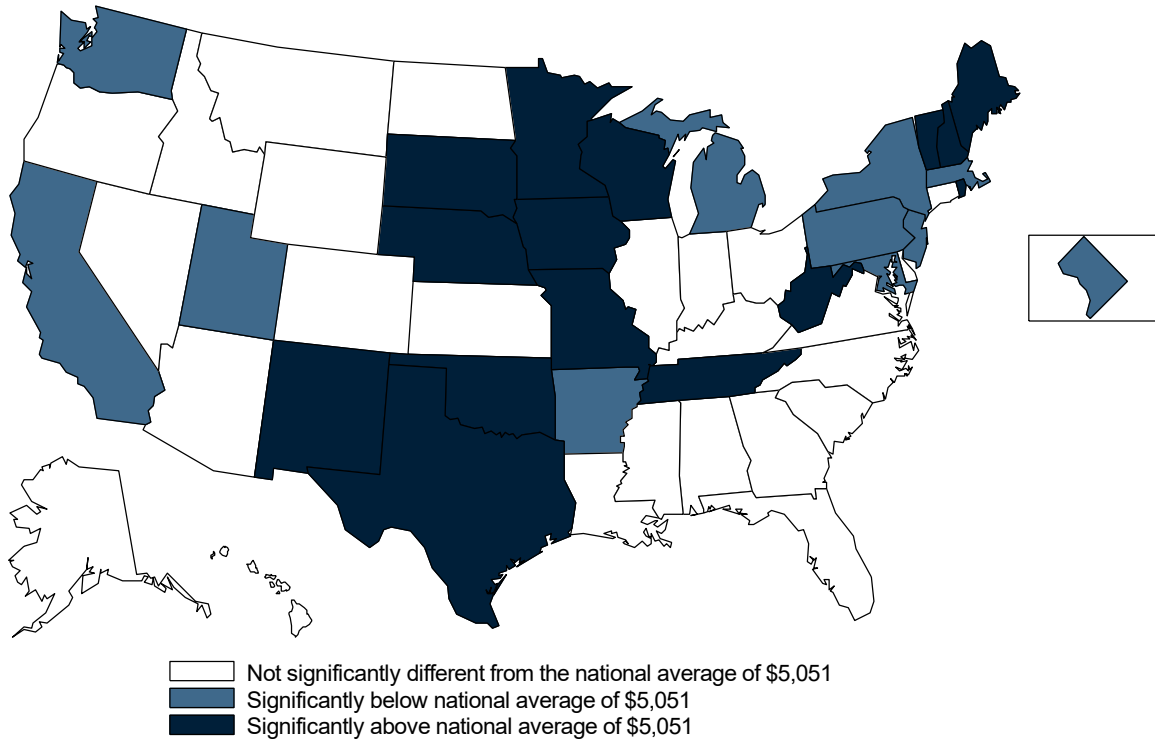 Not significantly different from the national average of $5,051
Significantly below national average of $5,051
Significantly above national average of $5,051